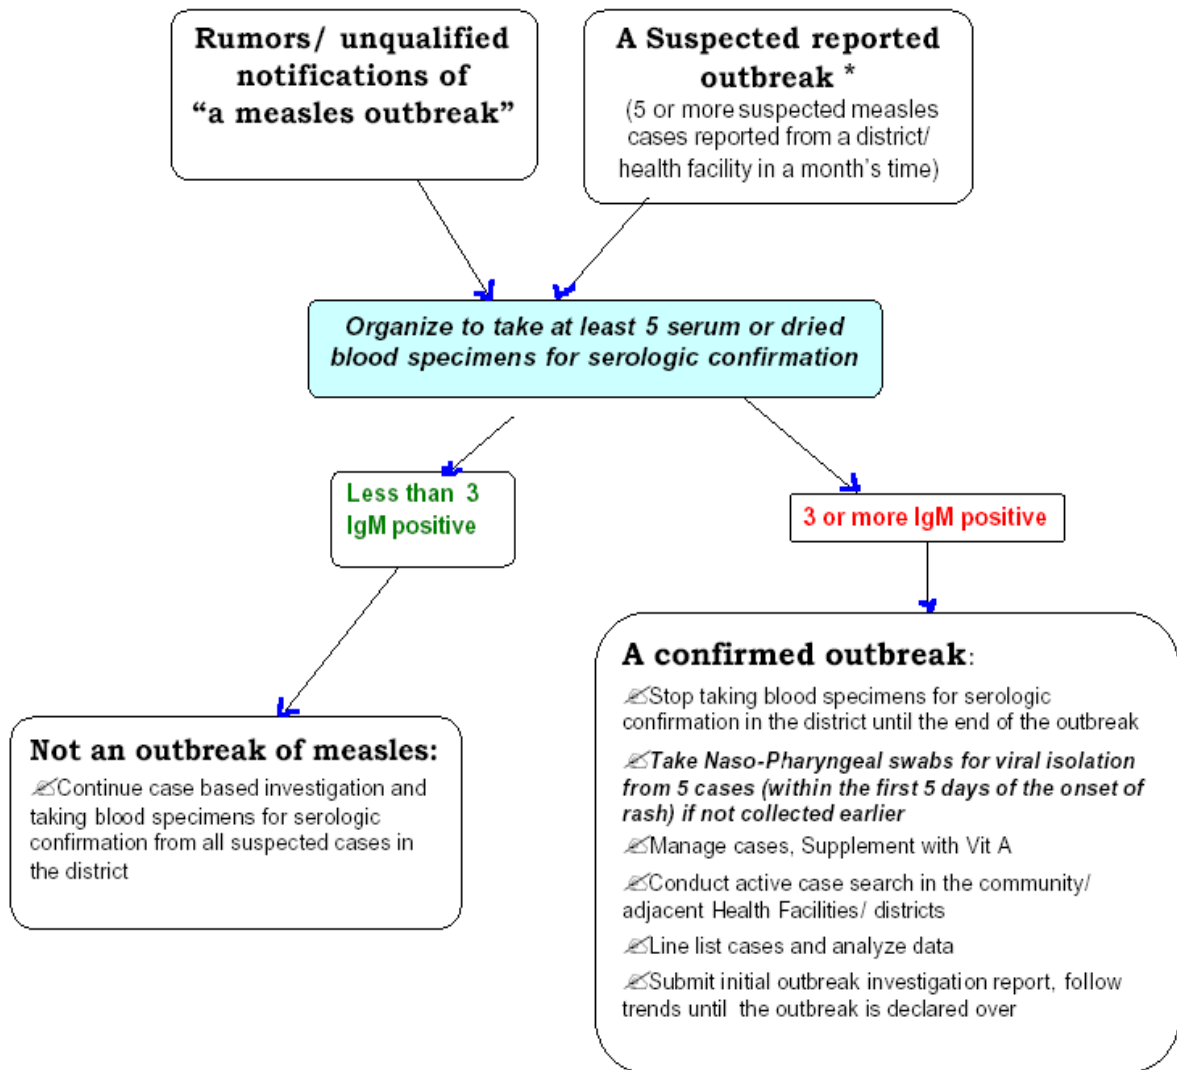 Rumors/ unqualified
notifications of
“a measles outbreak”
A Suspected reported
outbreak *
(5 or more suspected measles
cases reported from a district/
health facility in a month's time)
Organize to take at least 5 serum or dried
blood specimens for serologic confirmation
Less than 3
IgM positive
3 or more IgM positive
Not an outbreak of measles:
Continue case based investigation and
taking blood specimens for serologic
confirmation from all suspected cases in
the district
A confirmed outbreak:
Stop taking blood specimens for serologic
confirmation in the district until the end of the outbreak
Take Naso-Pharyngeal swabs for viral isolation
from 5 cases (within the first 5 days of the onset of
rash) if not collected earlier
Manage cases, Supplement with Vit A
Conduct active case search in the community/
adjacent Health Facilities/ districts
Line list cases and analyze data
Submit initial outbreak investigation report, follow
trends until the outbreak is declared over